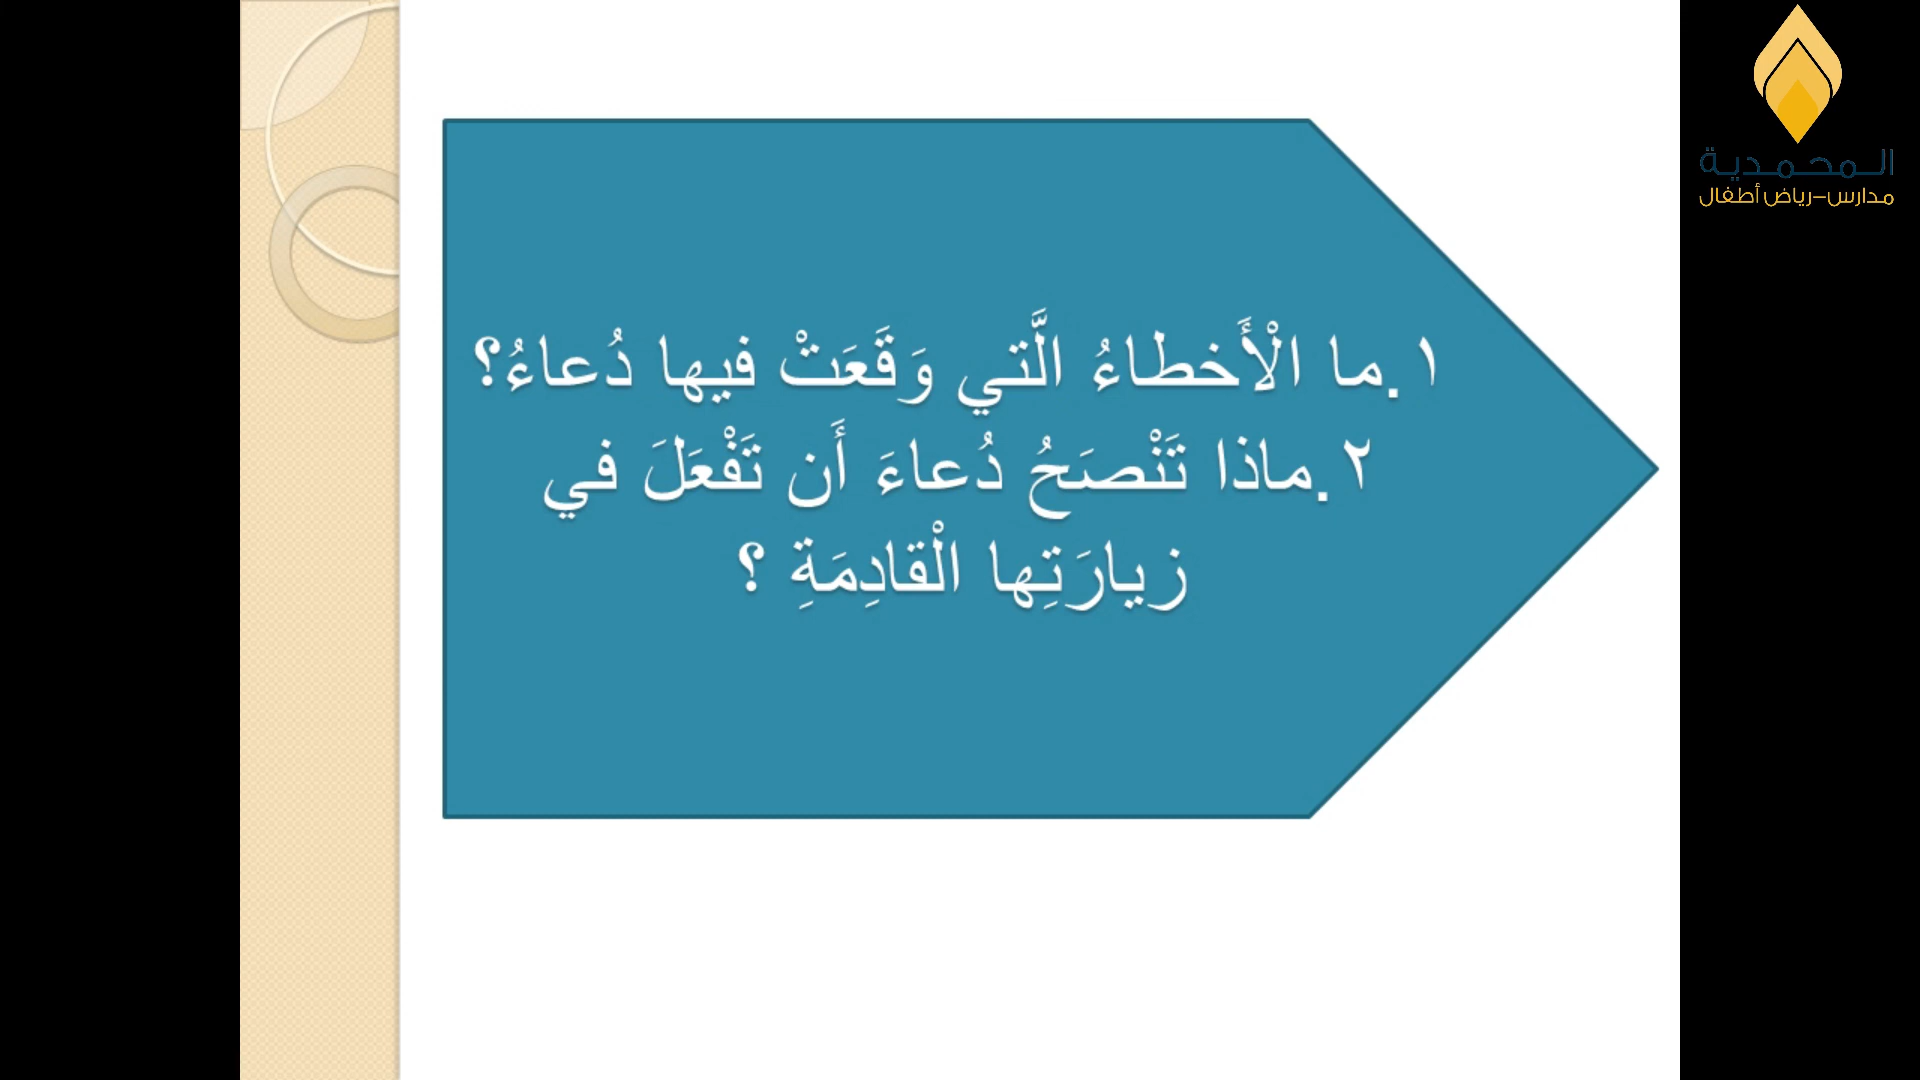 ١.ما الْأَخطاءُ الَّتي وَقَعَتْ فيها دُعاءُ؟
٢.ماذا تَنْصَحُ دُعاءَ أَن تَفْعَلَ في
زيارَتِها الْقادِمَةِ ؟
المحمدية
مدارس-رياض أطفال